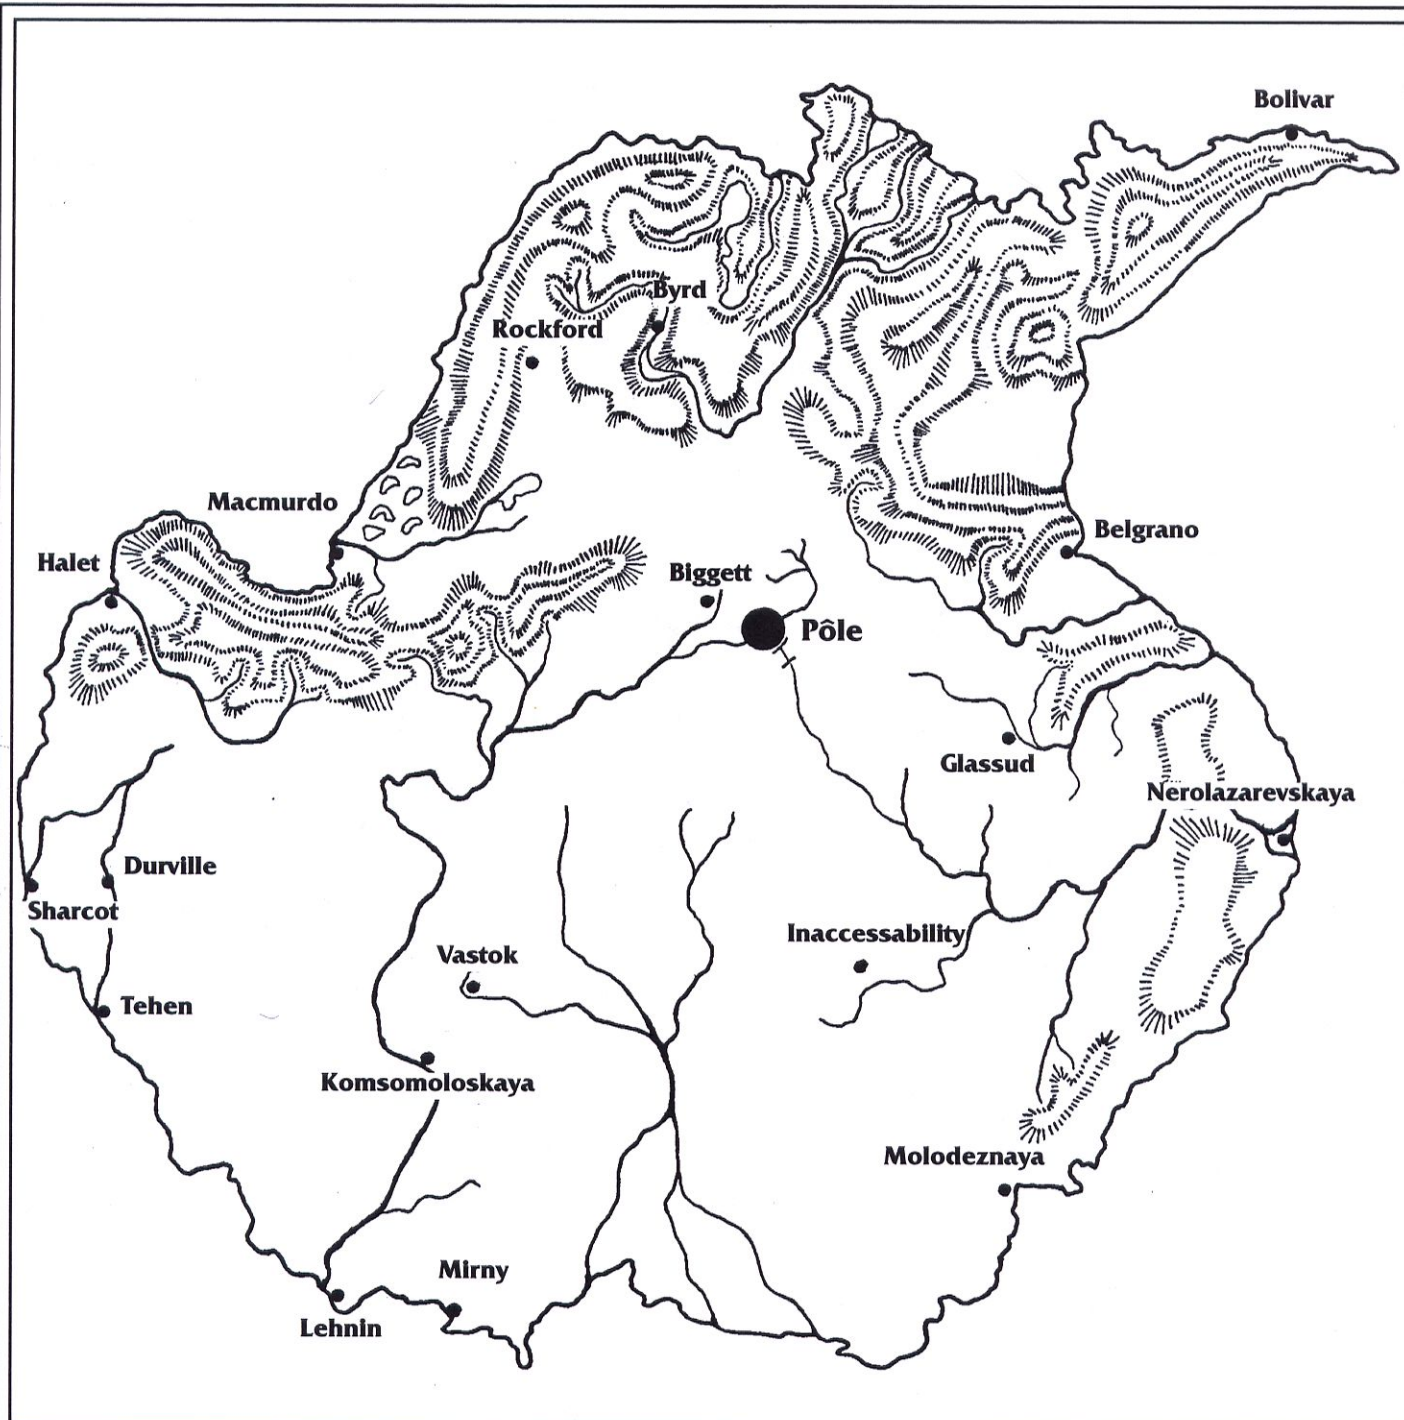 Bolivar
Byrd
Rockford
Macmurdo
Belgrano
Halet
Biggett
Pôle
Glassud
Nerolazarevskaya
Durville
Sharcot
Inaccessability
Vastok
Tehen
Komsomoloskaya
Molodeznaya
Mirny
Lehnin